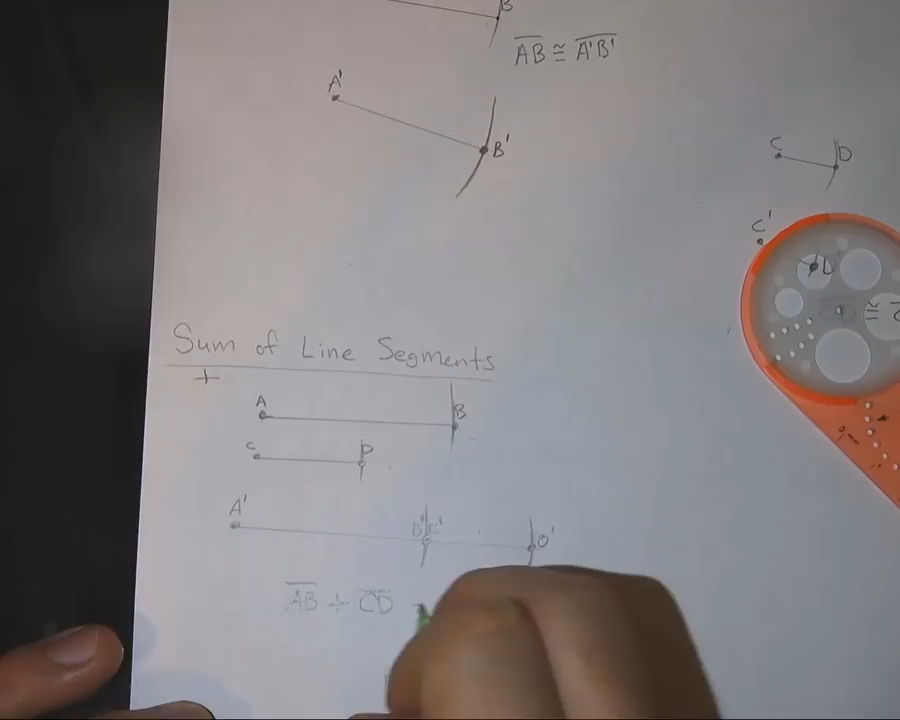 B
AB ≅ A'B'
A'
B'
C D
C'
≅
Sum of Line Segments
+
A B
C D
A' B' C' D'
AB + CD